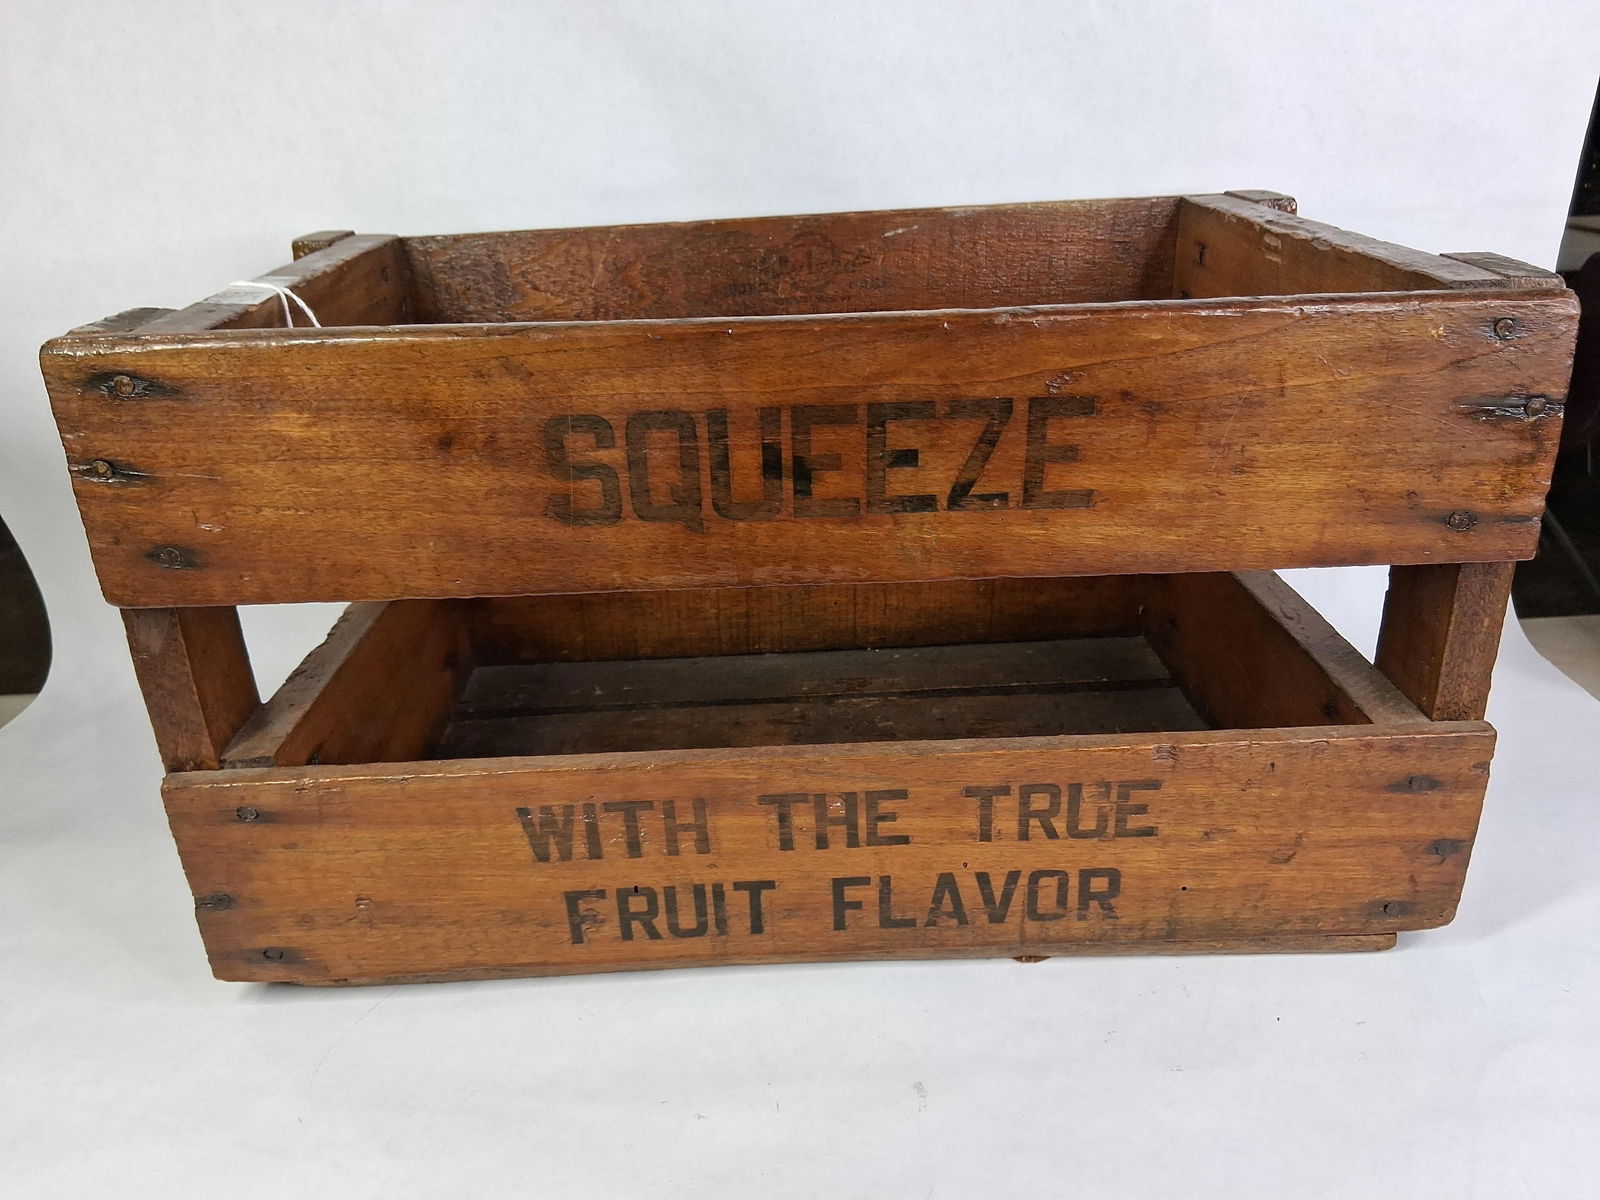 SQUEEZE
WITH THE TRUE
FRUIT FLAVOR